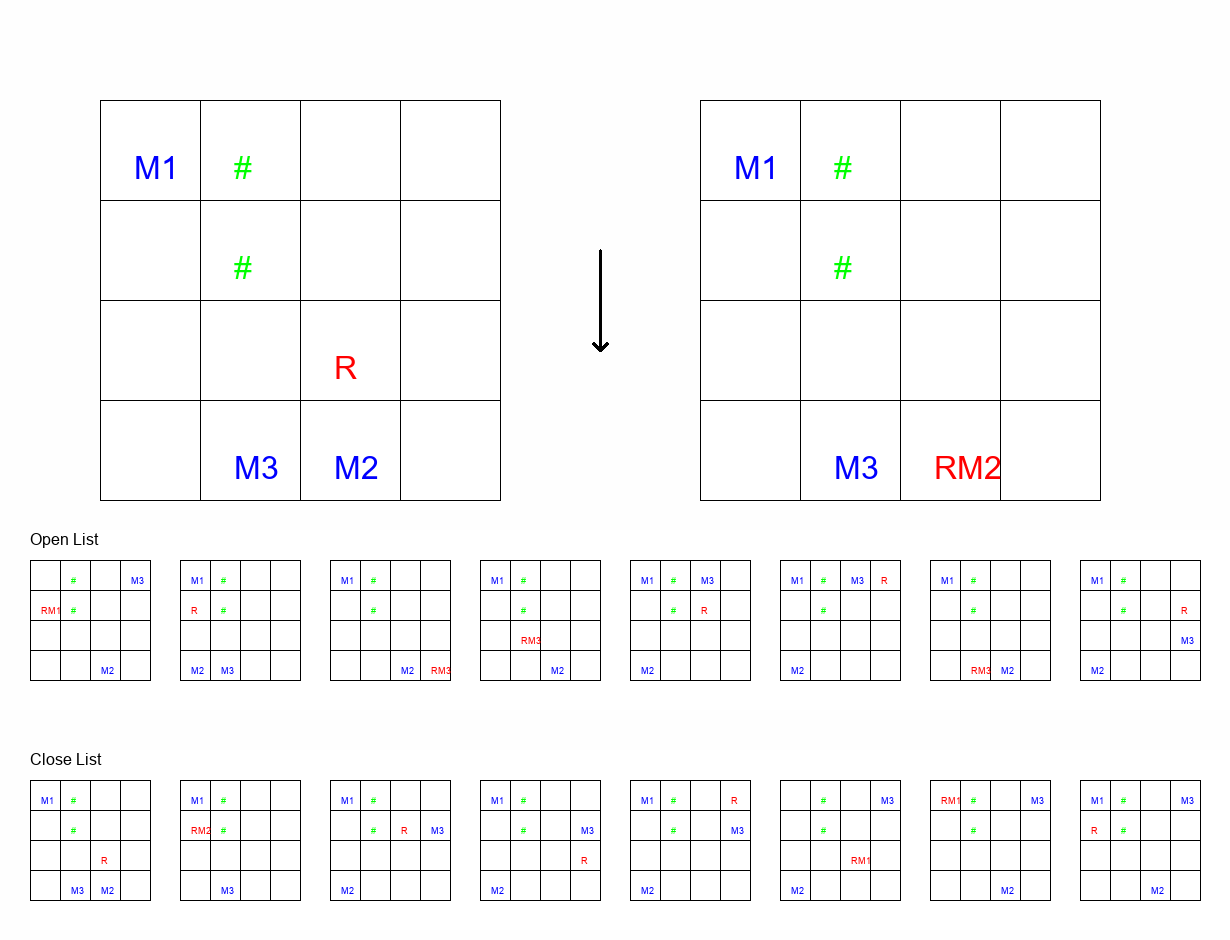 M1 # M1 #
# #
R
M3 M2 M3 RM2
Open List
# M3 M1 # M1 # M1 # M1 # M3 M1 # M3 R M1 # M1 #
RM1 # R # # # # R # # # R
RM3 M3
M2 M2 M3 M2 RM3 M2 M2 M2 RM3 M2 M2
Close List
M1 # M1 # M1 # M1 # M1 # R # M3 RM1 # M3 M1 # M3
# RM2 # # R M3 # M3 # M3 # # R #
R R RM1
M3 M2 M3 M2 M2 M2 M2 M2 M2